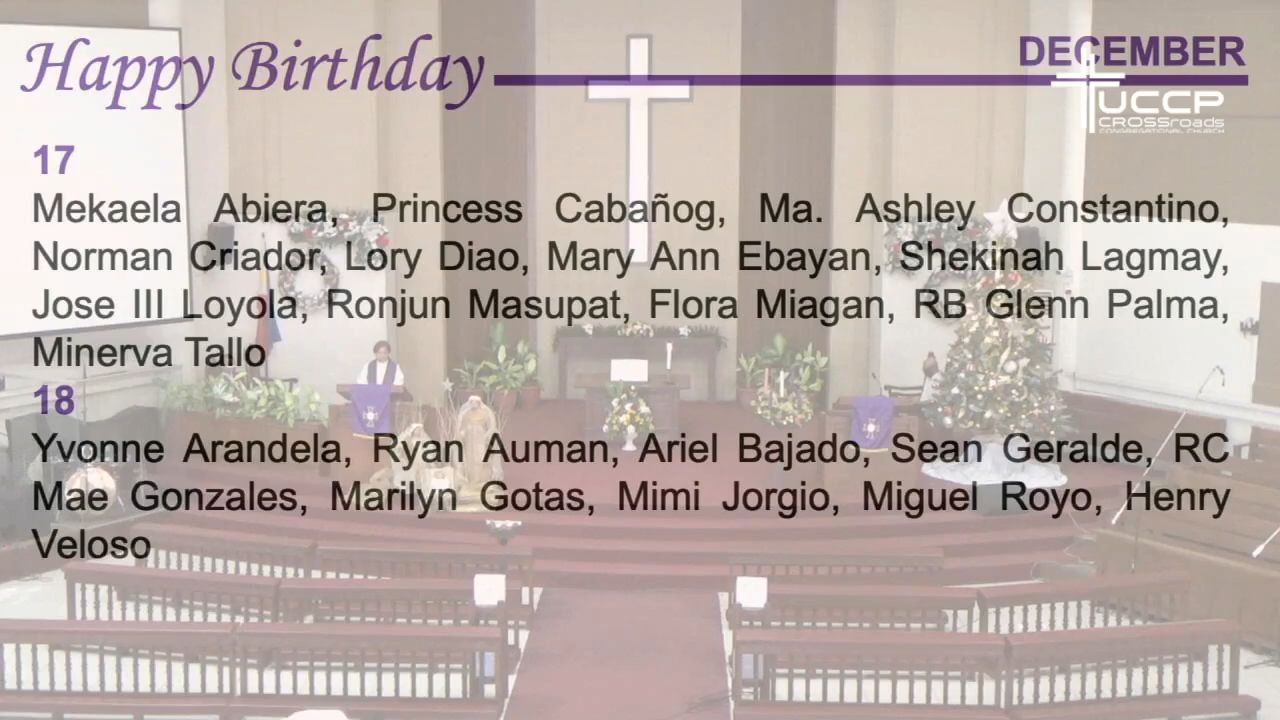 Happy Birthday
DECEMBER
UCCP
CROSSroads
CONGREGATIONAL CHURCH
17
Mekaela Abiera, Princess Cabañog, Ma. Ashley Constantino,
Norman Criador, Lory Diao, Mary Ann Ebayan, Shekinah Lagmay,
Jose III Loyola, Ronjun Masupat, Flora Miagan, RB Glenn Palma,
Minerva Tallo
18
Yvonne Arandela, Ryan Auman, Ariel Bajado, Sean Geralde, RC
Mae Gonzales, Marilyn Gotas, Mimi Jorgio, Miguel Royo, Henry
Veloso